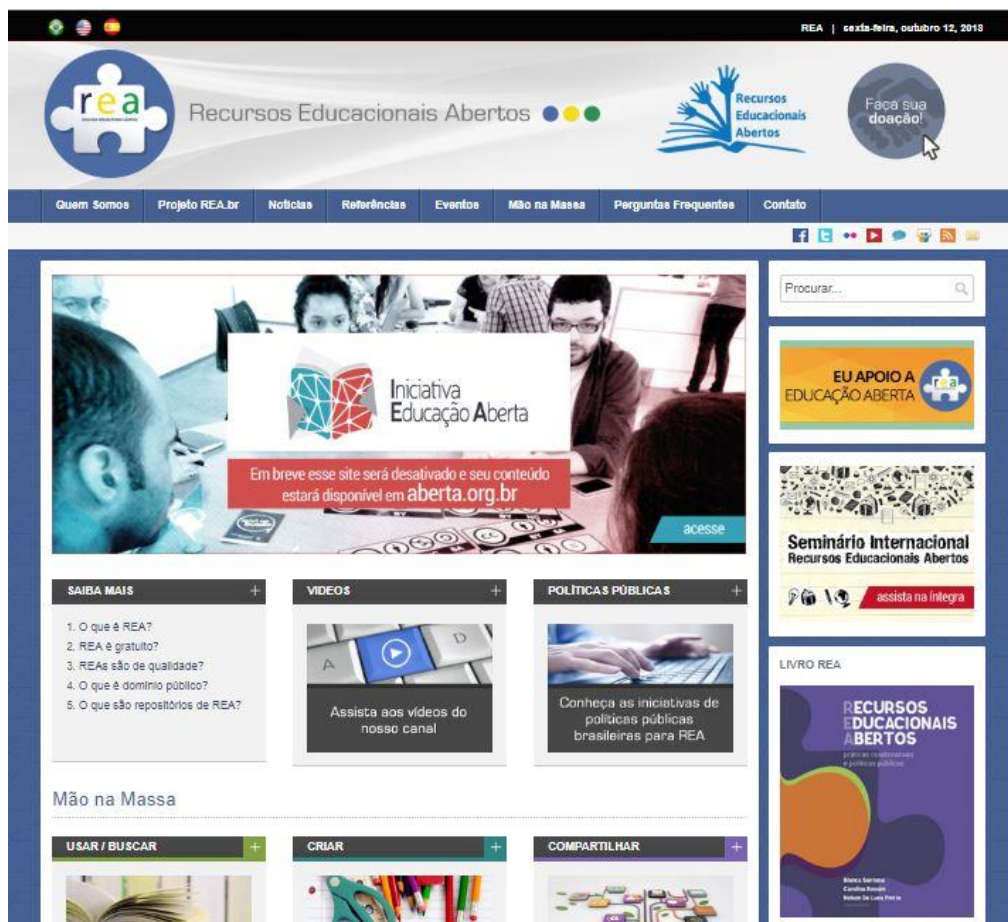 REA | sexta-feira, outubro 12, 2018
rea
Recursos Educacionais Abertos
Recursos
Educacionais
Abertos
Faça sua
doação!
Quem Somos
Projeto REA.br
Notícias
Referências
Eventos
Mão na Massa
Perguntas Frequentes
Contato
Procurar...
Iniciativa
Educação Aberta
Em breve esse site será desativado e seu conteúdo
estará disponível em aberta.org.br
acesse
EU APOIO A
EDUCAÇÃO ABERTA
rea
Seminário Internacional
Recursos Educacionais Abertos
assista na íntegra
SAIBA MAIS
1. O que é REA?
2. REA é gratuito?
3. REAs são de qualidade?
4. O que é domínio público?
5. O que são repositórios de REA?
VIDEOS
A
D
Assista aos vídeos do
nosso canal
POLÍTICAS PÚBLICAS
Conheça as iniciativas de
políticas públicas
brasileiras para REA
LIVRO REA
RECURSOS
EDUCACIONAIS
ABERTOS
práticas colaborativas
e políticas públicas
Mão na Massa
USAR / BUSCAR
CRIAR
COMPARTILHAR